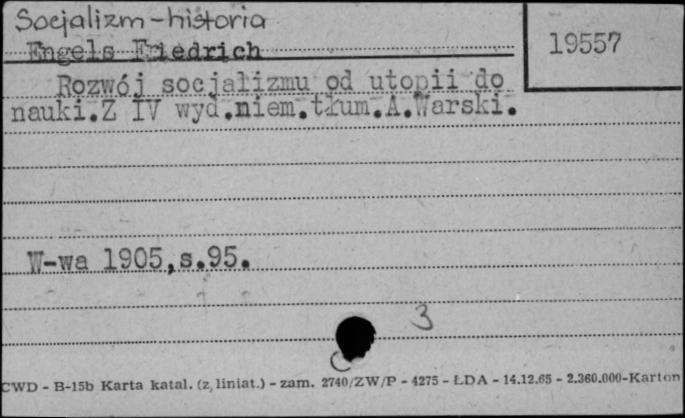 Socjalizm-historia
Engels Friedrich
19557
Rozwój socjalizmu od utopii do
nauki.Z IV wyd.niem.tłum.A.Warski.
W-wa 1905,s.95.
3
CWD - B-15b Karta katal. (z liniat.) - zam. 2740/ZW/P - 4275 - ŁDA - 14.12.65 - 2.360.000-Karton